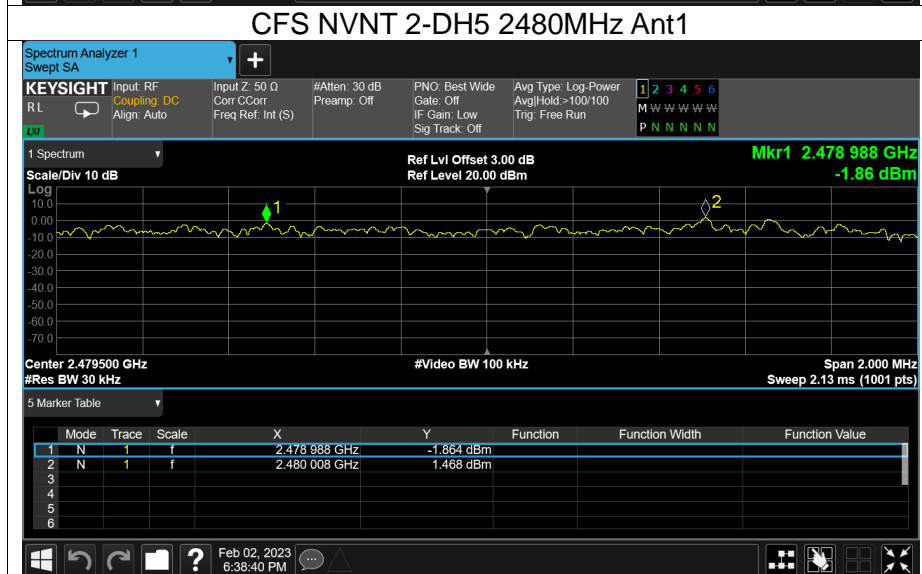 CFS NVNT 2-DH5 2480MHz Ant1
Spectrum Analyzer 1
Swept SA
+
KEYSIGHT
R L
LXI
Input: RF
Coupling: DC
Align: Auto
Input Z: 50 Ω
Corr CCorr
Freq Ref: Int (S)
#Atten: 30 dB
Preamp: Off
PNO: Best Wide
Gate: Off
IF Gain: Low
Sig Track: Off
Avg Type: Log-Power
Avg|Hold:>100/100
Trig: Free Run
1 2 3 4 5 6
M W W W W W
P N N N N N
1 Spectrum
Scale/Div 10 dB
Ref Lvl Offset 3.00 dB
Ref Level 20.00 dBm
Mkr1 2.478 988 GHz
-1.86 dBm
Log
10.0
0.00
-10.0
-20.0
-30.0
-40.0
-50.0
-60.0
-70.0
1
2
Center 2.479500 GHz
#Res BW 30 kHz
#Video BW 100 kHz
Span 2.000 MHz
Sweep 2.13 ms (1001 pts)
5 Marker Table
Mode Trace Scale X Y Function Function Width Function Value
1 N 1 f 2.478 988 GHz -1.864 dBm
2 N 1 f 2.480 008 GHz 1.468 dBm
3
4
5
6
?
Feb 02, 2023
6:38:40 PM